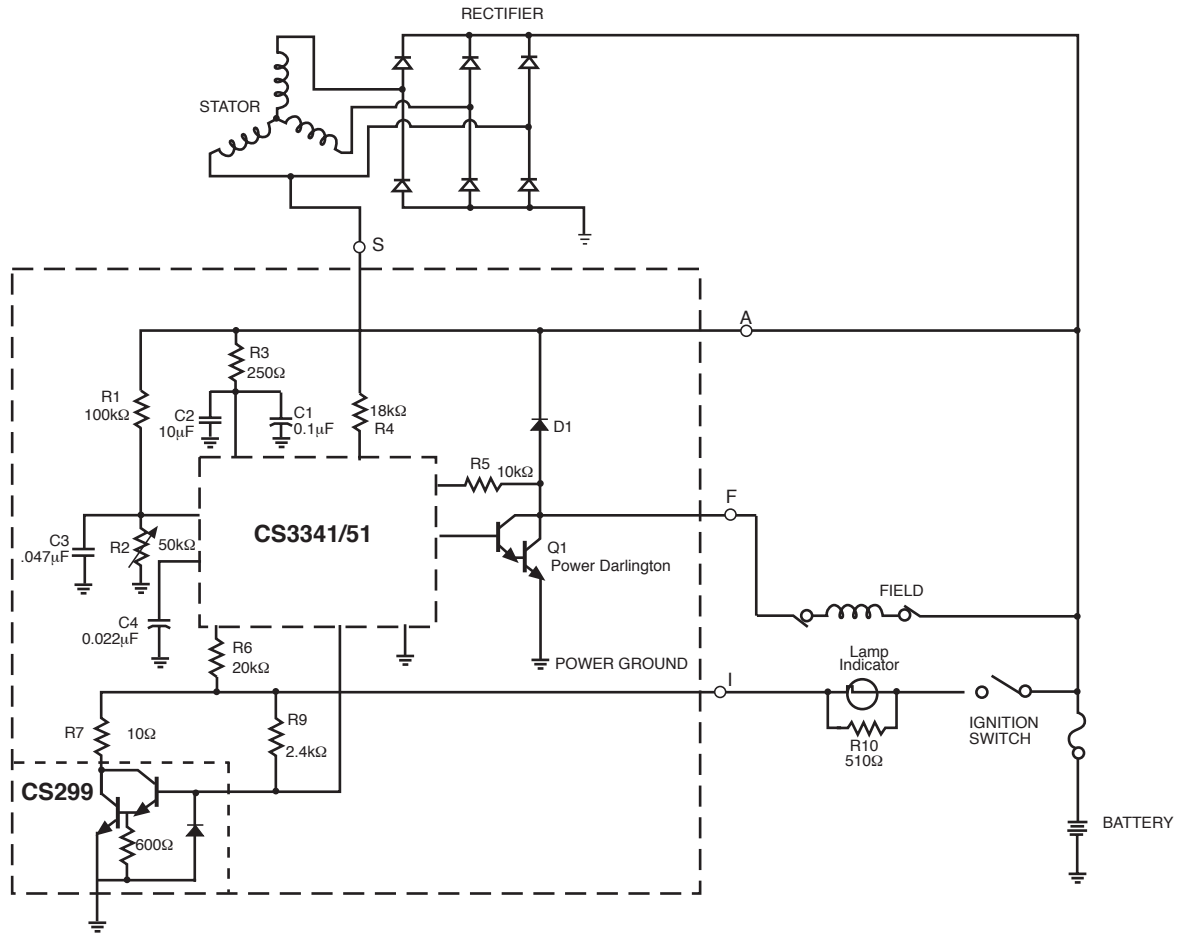 RECTIFIER
STATOR
S
A
R3
250Ω
R1
100kΩ
C2
10μF
C1
0.1μF
18kΩ
R4
D1
R5
10kΩ
F
CS3341/51
C3
.047μF
R2
50kΩ
Q1
Power Darlington
FIELD
C4
0.022μF
R6
20kΩ
POWER GROUND
Lamp
Indicator
I
R7
10Ω
R9
2.4kΩ
R10
510Ω
IGNITION
SWITCH
CS299
600Ω
BATTERY